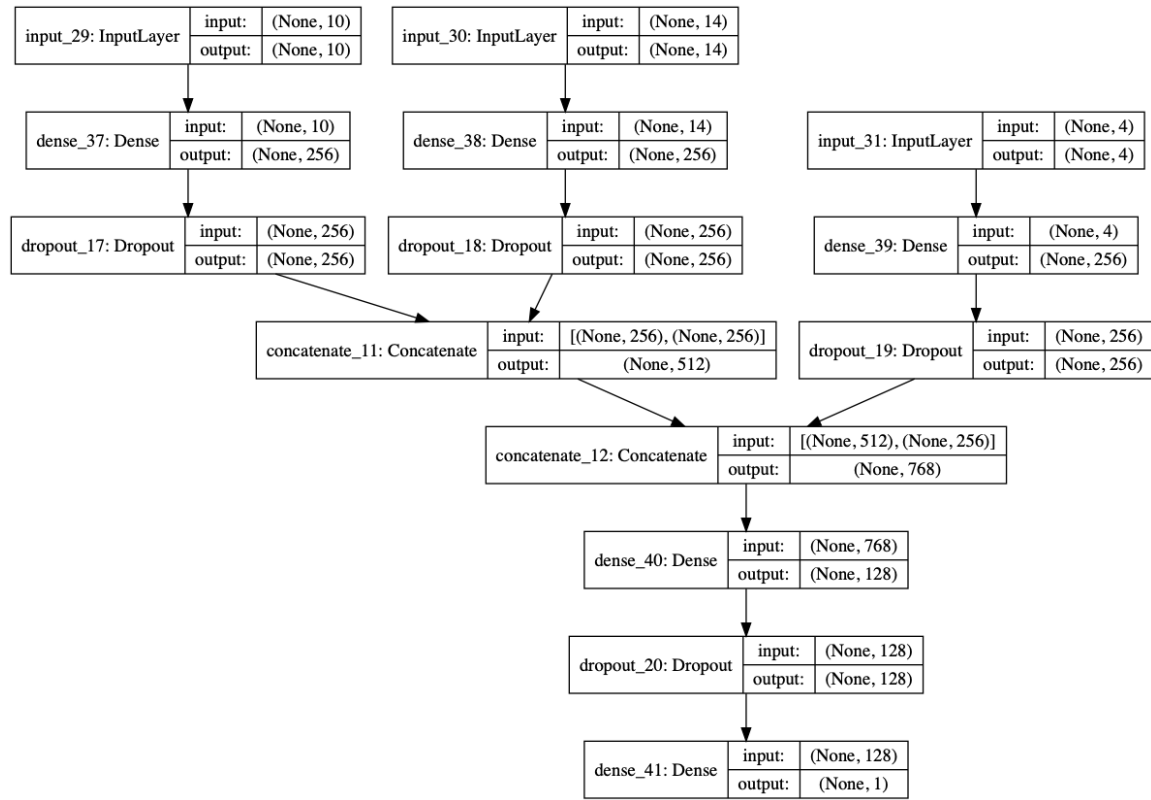 input_29: InputLayer
input: (None, 10)
output: (None, 10)
input_30: InputLayer
input: (None, 14)
output: (None, 14)
dense_37: Dense
input: (None, 10)
output: (None, 256)
dense_38: Dense
input: (None, 14)
output: (None, 256)
input_31: InputLayer
input: (None, 4)
output: (None, 4)
dropout_17: Dropout
input: (None, 256)
output: (None, 256)
dropout_18: Dropout
input: (None, 256)
output: (None, 256)
dense_39: Dense
input: (None, 4)
output: (None, 256)
concatenate_11: Concatenate
input: [(None, 256), (None, 256)]
output: (None, 512)
dropout_19: Dropout
input: (None, 256)
output: (None, 256)
concatenate_12: Concatenate
input: [(None, 512), (None, 256)]
output: (None, 768)
dense_40: Dense
input: (None, 768)
output: (None, 128)
dropout_20: Dropout
input: (None, 128)
output: (None, 128)
dense_41: Dense
input: (None, 128)
output: (None, 1)